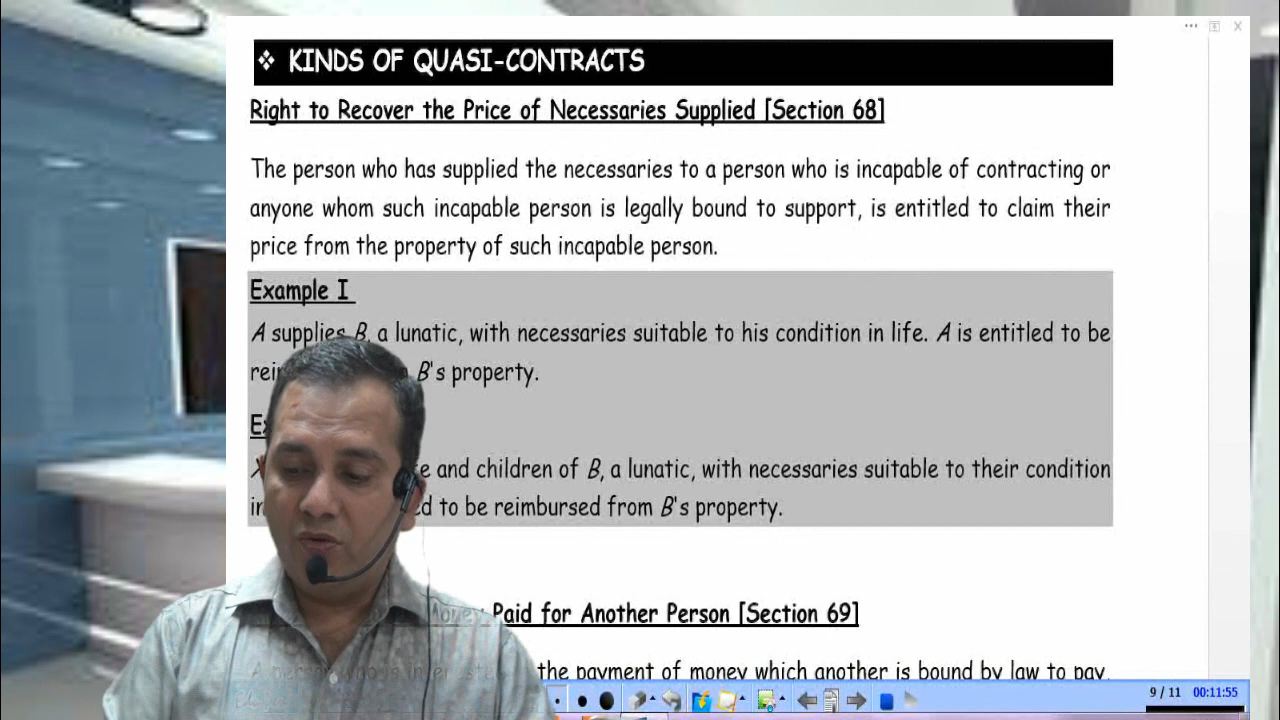 ❖ KINDS OF QUASI-CONTRACTS
Right to Recover the Price of Necessaries Supplied [Section 68]
The person who has supplied the necessaries to a person who is incapable of contracting or
anyone whom such incapable person is legally bound to support, is entitled to claim their
price from the property of such incapable person.
Example I
A supplies B, a lunatic, with necessaries suitable to his condition in life. A is entitled to be
B's property.
and children of B, a lunatic, with necessaries suitable to their condition
to be reimbursed from B's property.
Money Paid for Another Person [Section 69]
A person who is the payment of money which another is bound by law to pay,
9 / 11 00:11:55